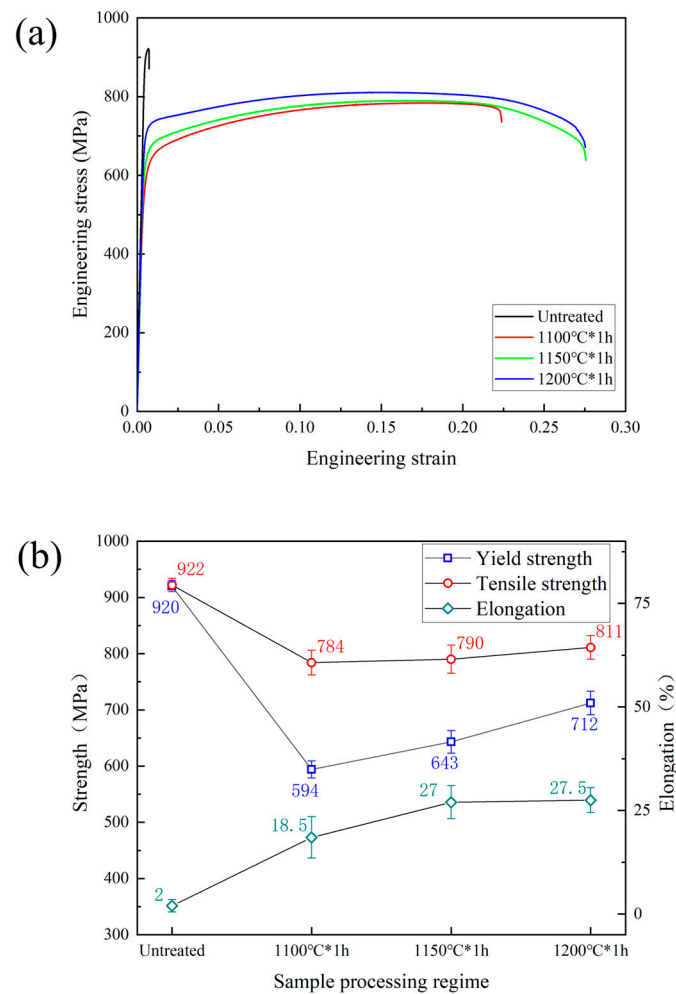 (a)
1000
800
600
400
200
0
Engineering stress (MPa)
Untreated
1100℃*1h
1150℃*1h
1200℃*1h
0.00 0.05 0.10 0.15 0.20 0.25 0.30
Engineering strain
(b)
1000
900
800
700
600
500
400
300
Strength（MPa）
Yield strength
Tensile strength
Elongation
922
920
784
790
811
594
643
712
2
18.5
27
27.5
75
50
25
0
Elongation（%）
Untreated 1100℃*1h 1150℃*1h 1200℃*1h
Sample processing regime